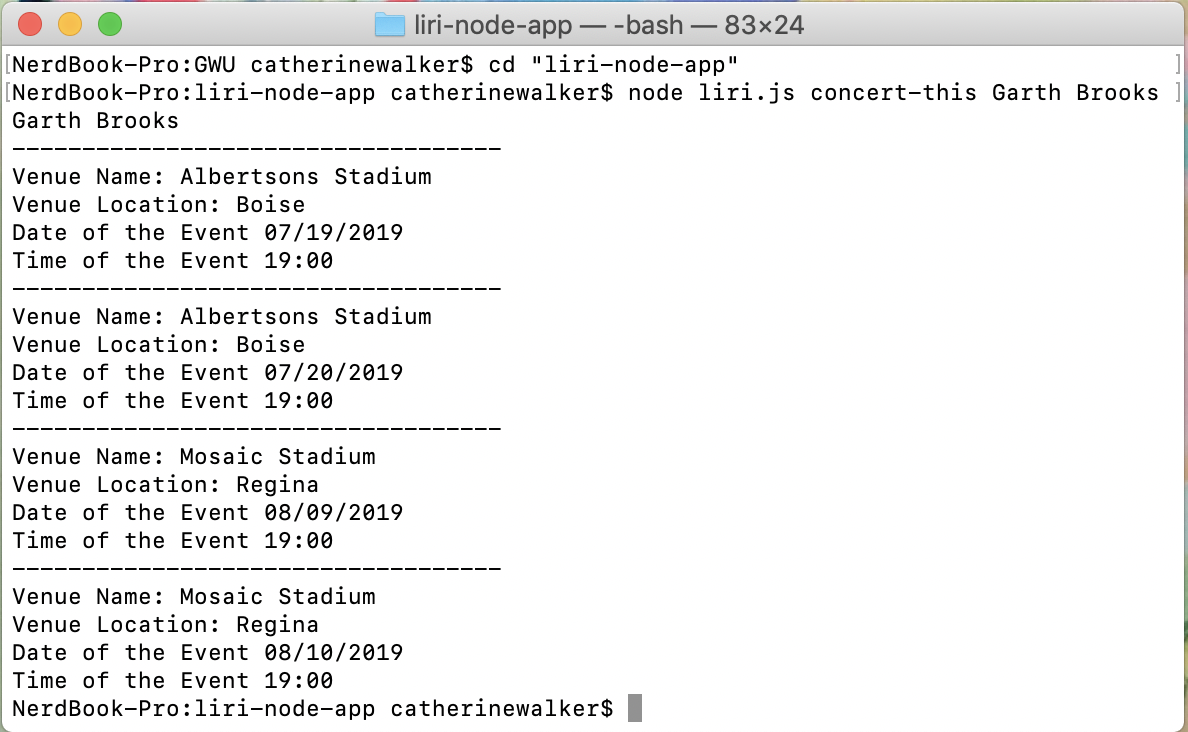 liri-node-app — -bash — 83×24
[NerdBook-Pro:GWU catherinewalker$ cd "liri-node-app" ]
[NerdBook-Pro:liri-node-app catherinewalker$ node liri.js concert-this Garth Brooks ]
Garth Brooks
-----------------------------------
Venue Name: Albertsons Stadium
Venue Location: Boise
Date of the Event 07/19/2019
Time of the Event 19:00
-----------------------------------
Venue Name: Albertsons Stadium
Venue Location: Boise
Date of the Event 07/20/2019
Time of the Event 19:00
-----------------------------------
Venue Name: Mosaic Stadium
Venue Location: Regina
Date of the Event 08/09/2019
Time of the Event 19:00
-----------------------------------
Venue Name: Mosaic Stadium
Venue Location: Regina
Date of the Event 08/10/2019
Time of the Event 19:00
NerdBook-Pro:liri-node-app catherinewalker$